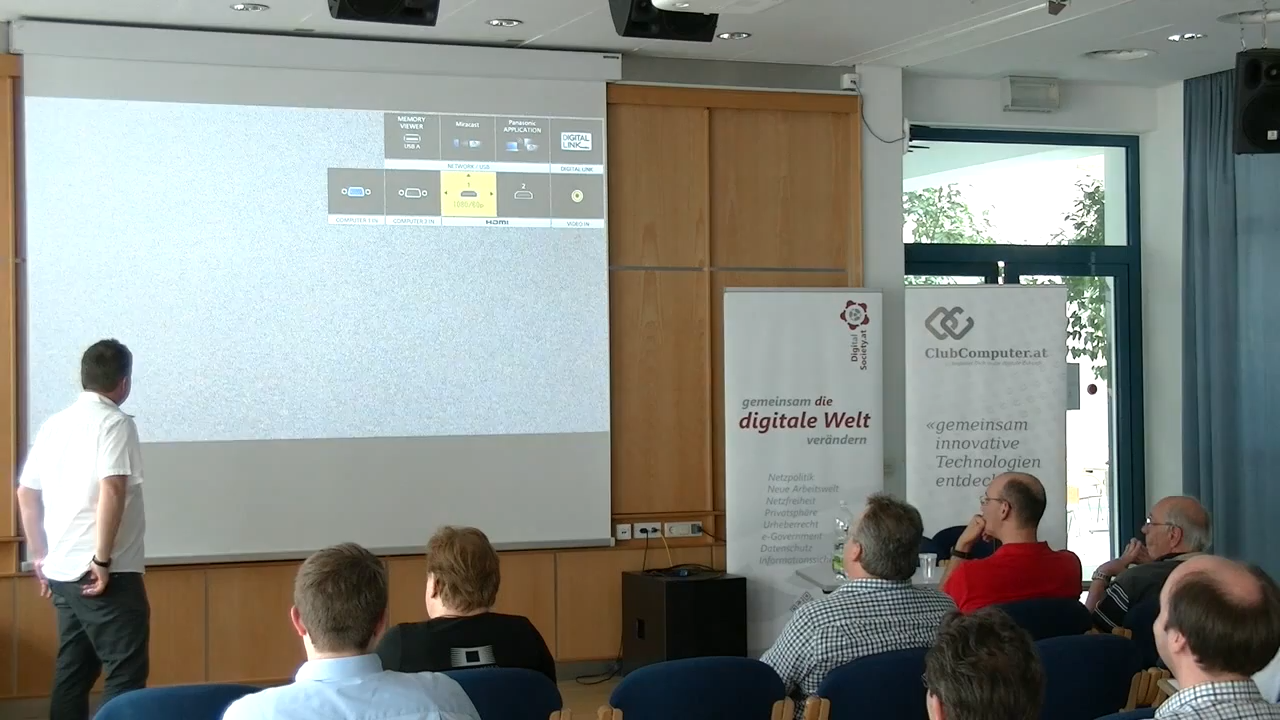 MEMORY
VIEWER
USB A
Miracast
Panasonic
APPLICATION
DIGITAL
LINK
NETWORK / USB
DIGITAL LINK
1
1080/60p
2
COMPUTER 1 IN
COMPUTER 2 IN
HDMI
VIDEO IN
Digital
Society.at
gemeinsam die
digitale Welt
verändern
Netzpolitik
Neue Arbeitswelt
Netzfreiheit
Privatsphäre
Urheberrecht
e-Government
Datenschutz
ClubComputer.at
«gemeinsam
innovative
Technologien